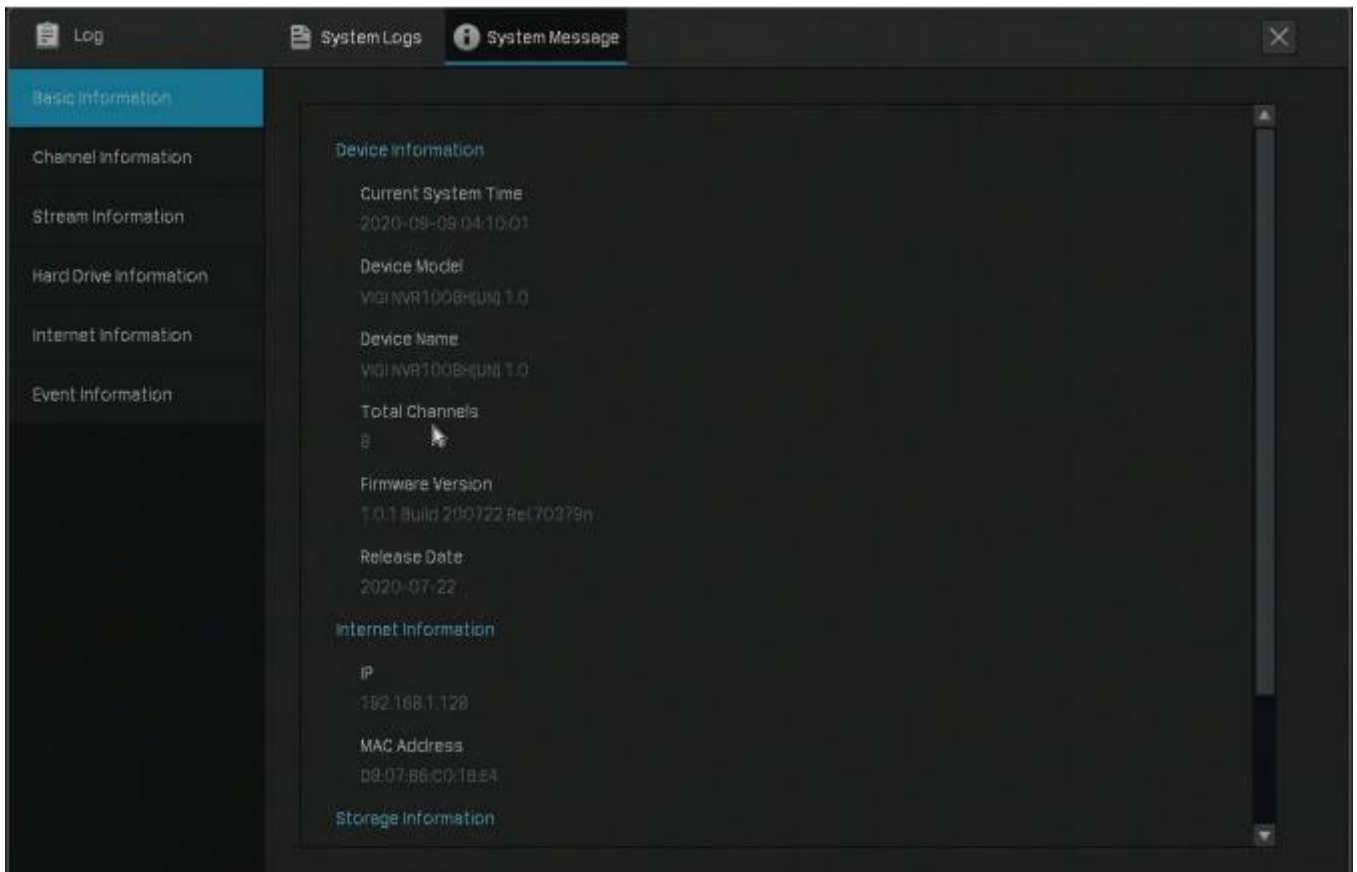 Log
System Logs
System Message
Basic Information
Channel Information
Stream Information
Hard Drive Information
Internet Information
Event Information
Device Information
Current System Time
2020-09-09 04:10:01
Device Model
VIGI NVR1008H(UN) 1.0
Device Name
VIGI NVR1008H(UN) 1.0
Total Channels
8
Firmware Version
1.0.1 Build 200722 Rel.70379n
Release Date
2020-07-22
Internet Information
IP
192.168.1.128
MAC Address
Storage Information